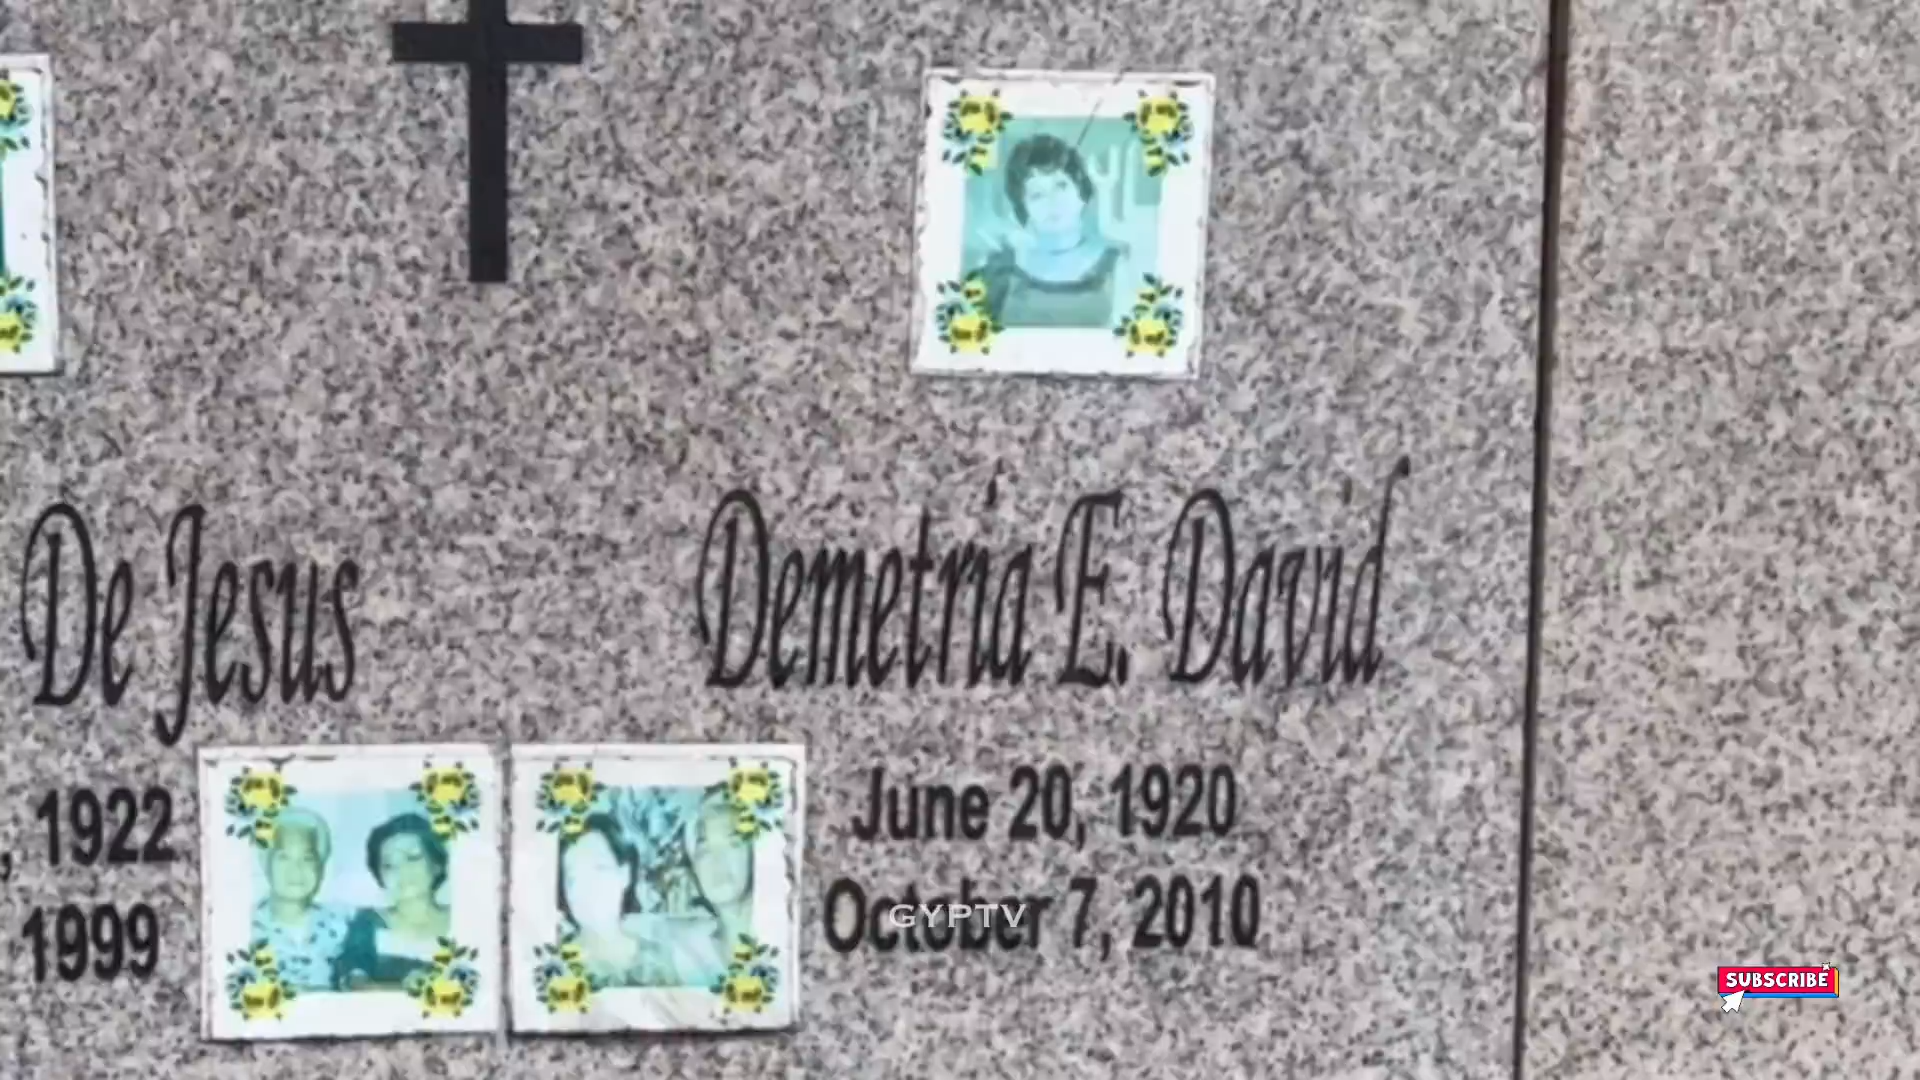 De Jesus
Demetria E. David
, 1922
1999
June 20, 1920
October 7, 2010
GYPTV
SUBSCRIBE